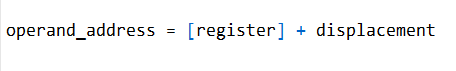 operand_address = [register] + displacement